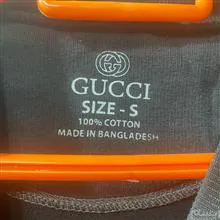 GUCCI
SIZE - S
100% COTTON
MADE IN BANGLADESH